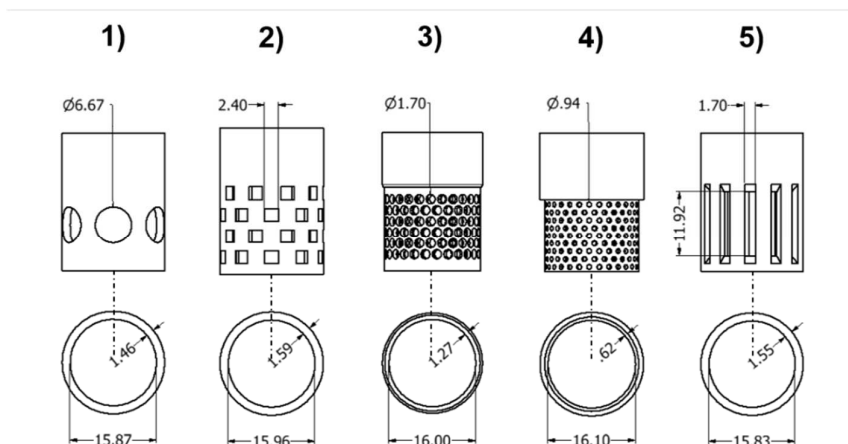 1) 2) 3) 4) 5)
Ø6.67 2.40 Ø1.70 Ø.94 1.70
11.92
1.46 1.59 1.27 .62 1.55
15.87 15.96 16.00 16.10 15.83